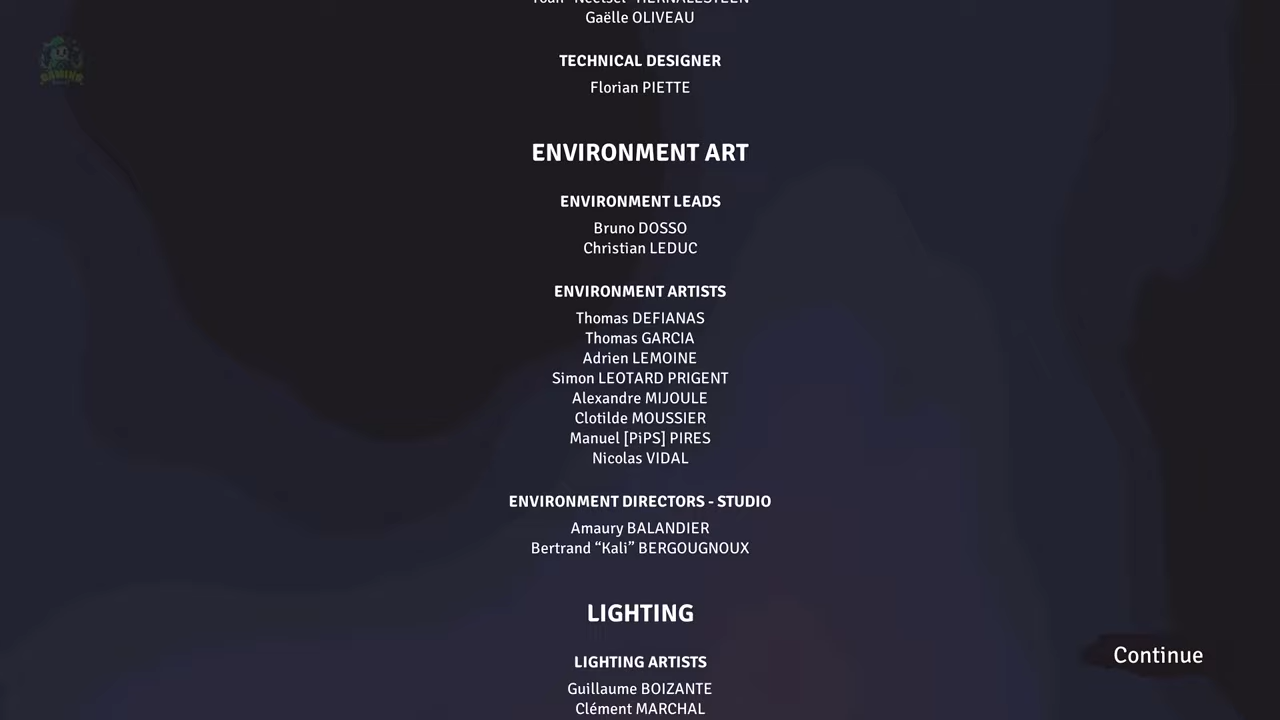 Gaëlle OLIVEAU
TECHNICAL DESIGNER
Florian PIETTE
ENVIRONMENT ART
ENVIRONMENT LEADS
Bruno DOSSO
Christian LEDUC
ENVIRONMENT ARTISTS
Thomas DEFIANAS
Thomas GARCIA
Adrien LEMOINE
Simon LEOTARD PRIGENT
Alexandre MIJOULE
Clotilde MOUSSIER
Manuel [PiPS] PIRES
Nicolas VIDAL
ENVIRONMENT DIRECTORS - STUDIO
Amaury BALANDIER
Bertrand “Kali” BERGOUGNOUX
LIGHTING
LIGHTING ARTISTS
Guillaume BOIZANTE
Clément MARCHAL
Continue